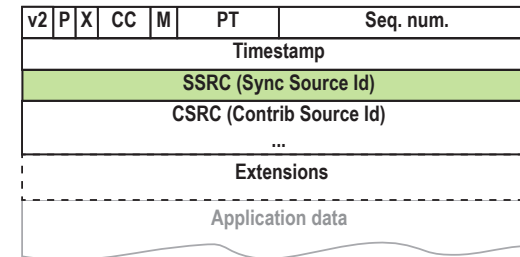 v2 P X CC M PT Seq. num.
Timestamp
SSRC (Sync Source Id)
CSRC (Contrib Source Id)
...
Extensions
Application data